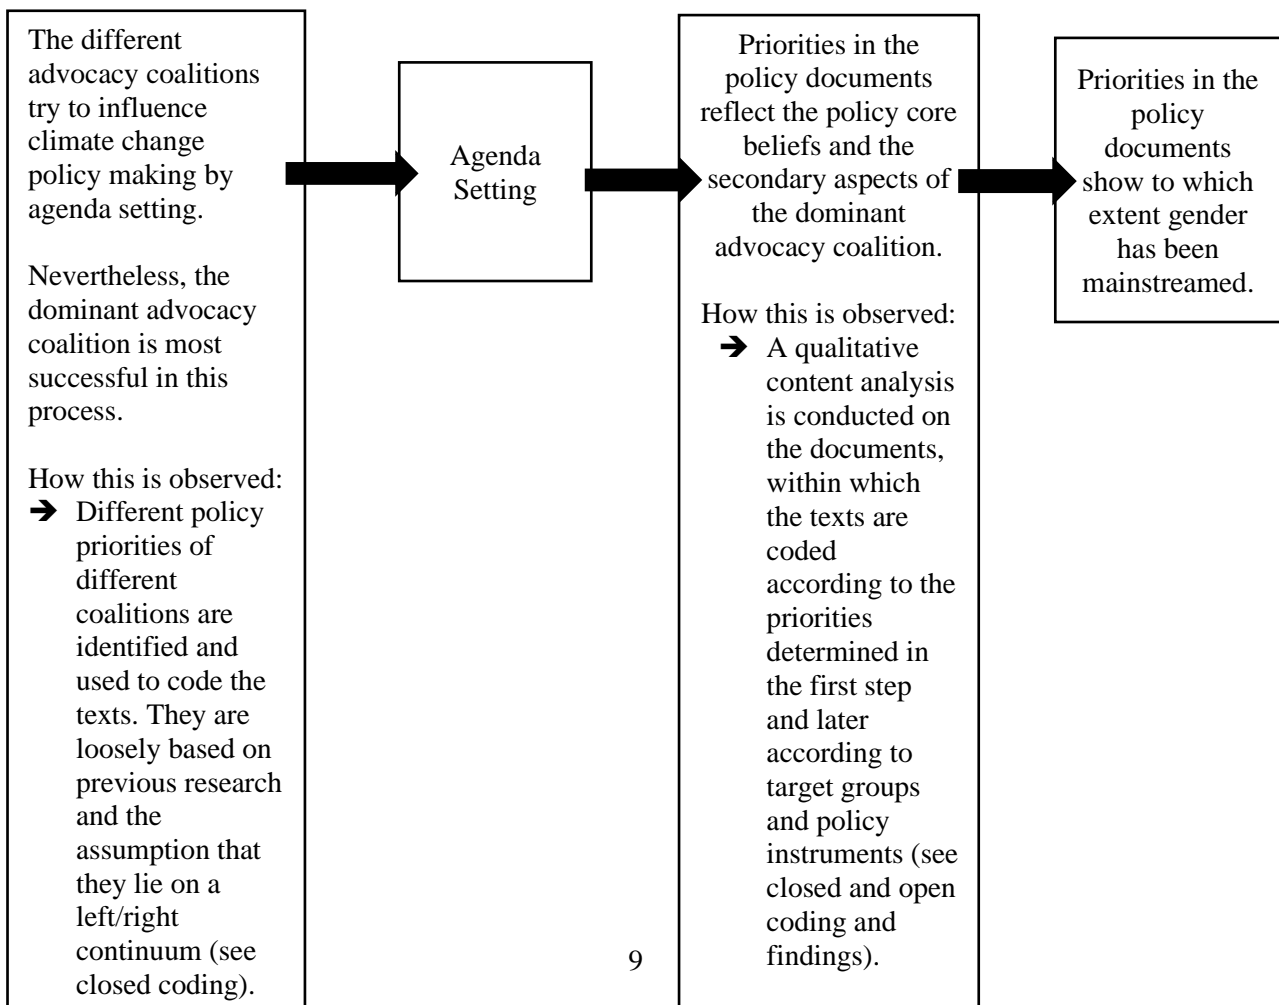 The different
advocacy coalitions
try to influence
climate change
policy making by
agenda setting.
Nevertheless, the
dominant advocacy
coalition is most
successful in this
process.
How this is observed:
➔ Different policy
priorities of
different
coalitions are
identified and
used to code the
texts. They are
loosely based on
previous research
and the
assumption that
they lie on a
left/right
continuum (see
closed coding).
Agenda
Setting
Priorities in the
policy documents
reflect the policy core
beliefs and the
secondary aspects of
the dominant
advocacy coalition.
How this is observed:
➔ A qualitative
content analysis
is conducted on
the documents,
within which
the texts are
coded
according to the
priorities
determined in
the first step
and later
according to
target groups
and policy
instruments (see
closed and open
coding and
findings).
Priorities in the
policy
documents
show to which
extent gender
has been
mainstreamed.
9